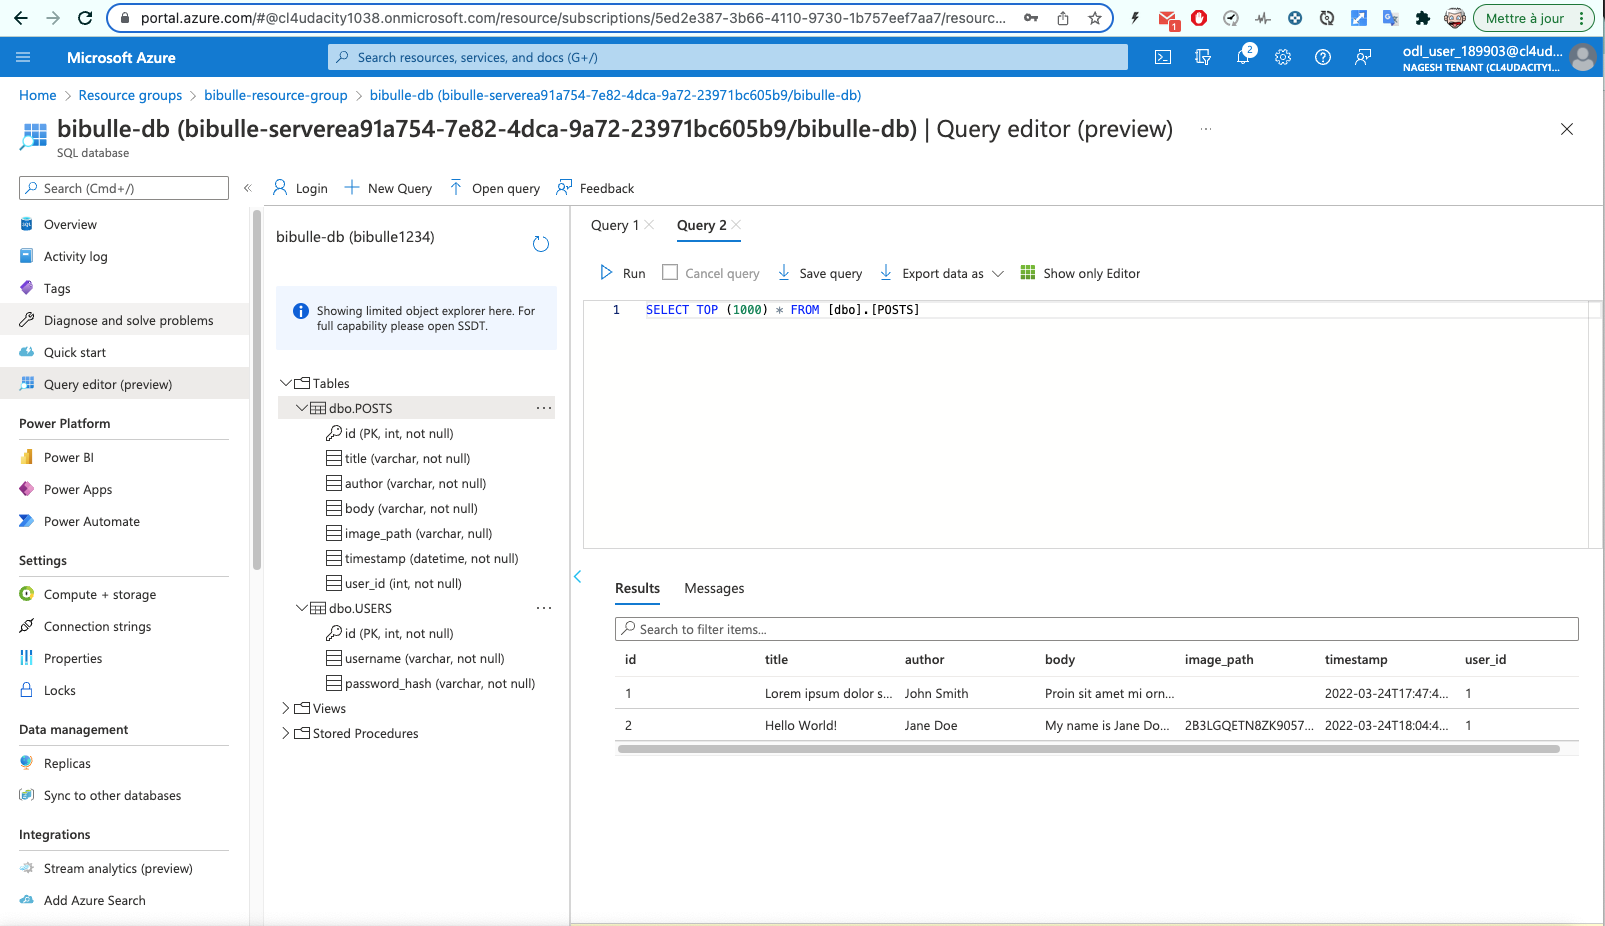 portal.azure.com/#@cl4udacity1038.onmicrosoft.com/resource/subscriptions/5ed2e387-3b66-4110-9730-1b757eef7aa7/resourc...
1
Mettre à jour
Microsoft Azure
Search resources, services, and docs (G+/)
2
odl_user_189903@cl4ud...
NAGESH TENANT (CL4UDACITY1...
Home > Resource groups > bibulle-resource-group > bibulle-db (bibulle-serverea91a754-7e82-4dca-9a72-23971bc605b9/bibulle-db)
bibulle-db (bibulle-serverea91a754-7e82-4dca-9a72-23971bc605b9/bibulle-db) | Query editor (preview) ...
SQL database
Search (Cmd+/)
«
Overview
Activity log
Tags
Diagnose and solve problems
Quick start
Query editor (preview)
Power Platform
Power BI
Power Apps
Power Automate
Settings
Compute + storage
Connection strings
Properties
Locks
Data management
Replicas
Sync to other databases
Integrations
Stream analytics (preview)
Add Azure Search
Login
New Query
Open query
Feedback
bibulle-db (bibulle1234)
Showing limited object explorer here. For
full capability please open SSDT.
Tables
dbo.POSTS ...
id (PK, int, not null)
title (varchar, not null)
author (varchar, not null)
body (varchar, not null)
image_path (varchar, null)
timestamp (datetime, not null)
user_id (int, not null)
dbo.USERS ...
id (PK, int, not null)
username (varchar, not null)
password_hash (varchar, not null)
Views
Stored Procedures
Query 1
Query 2
Run
Cancel query
Save query
Export data as
Show only Editor
1 SELECT TOP (1000) * FROM [dbo].[POSTS]
Results
Messages
Search to filter items...
id title author body image_path timestamp user_id
1 Lorem ipsum dolor s... John Smith Proin sit amet mi orn... 2022-03-24T17:47:4... 1
2 Hello World! Jane Doe My name is Jane Do... 2B3LGQETN8ZK9057... 2022-03-24T18:04:4... 1